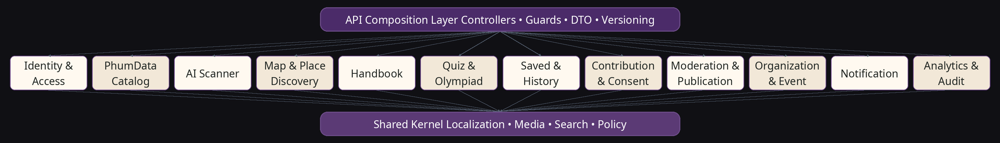 API Composition Layer Controllers • Guards • DTO • Versioning
Identity &
Access
PhumData
Catalog
AI Scanner
Map & Place
Discovery
Handbook
Quiz &
Olympiad
Saved &
History
Contribution
& Consent
Moderation &
Publication
Organization
& Event
Notification
Analytics &
Audit
Shared Kernel Localization • Media • Search • Policy